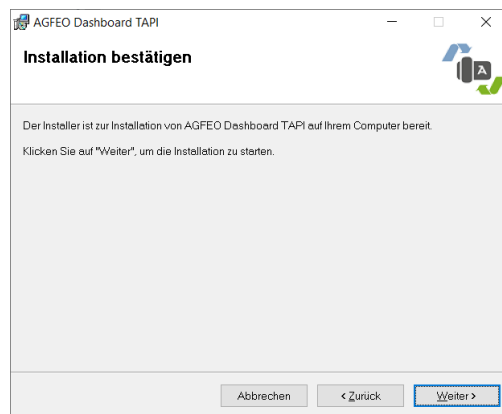 AGFEO Dashboard TAPI
Installation bestätigen
A
Der Installer ist zur Installation von AGFEO Dashboard TAPI auf Ihrem Computer bereit.
Klicken Sie auf "Weiter", um die Installation zu starten.
Abbrechen
< Zurück
Weiter >